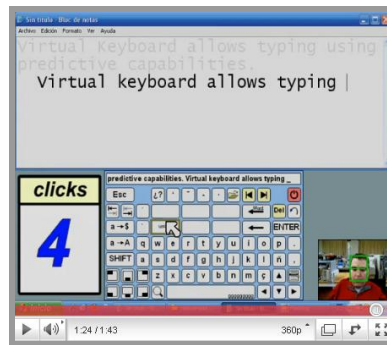 Sin título - Bloc de notas
Archivo Edición Formato Ver Ayuda
Virtual keyboard allows typing using
predictive capabilities.
Virtual keyboard allows typing
predictive capabilities. Virtual keyboard allows typing _
clicks
4
Esc ¿? ' ¨ - .
Del
a→$ ENTER
a→A q w e r t y u i o p
SHIFT a s d f g h j k l ñ
z x c v b n m ç
1:24 / 1:43 360p